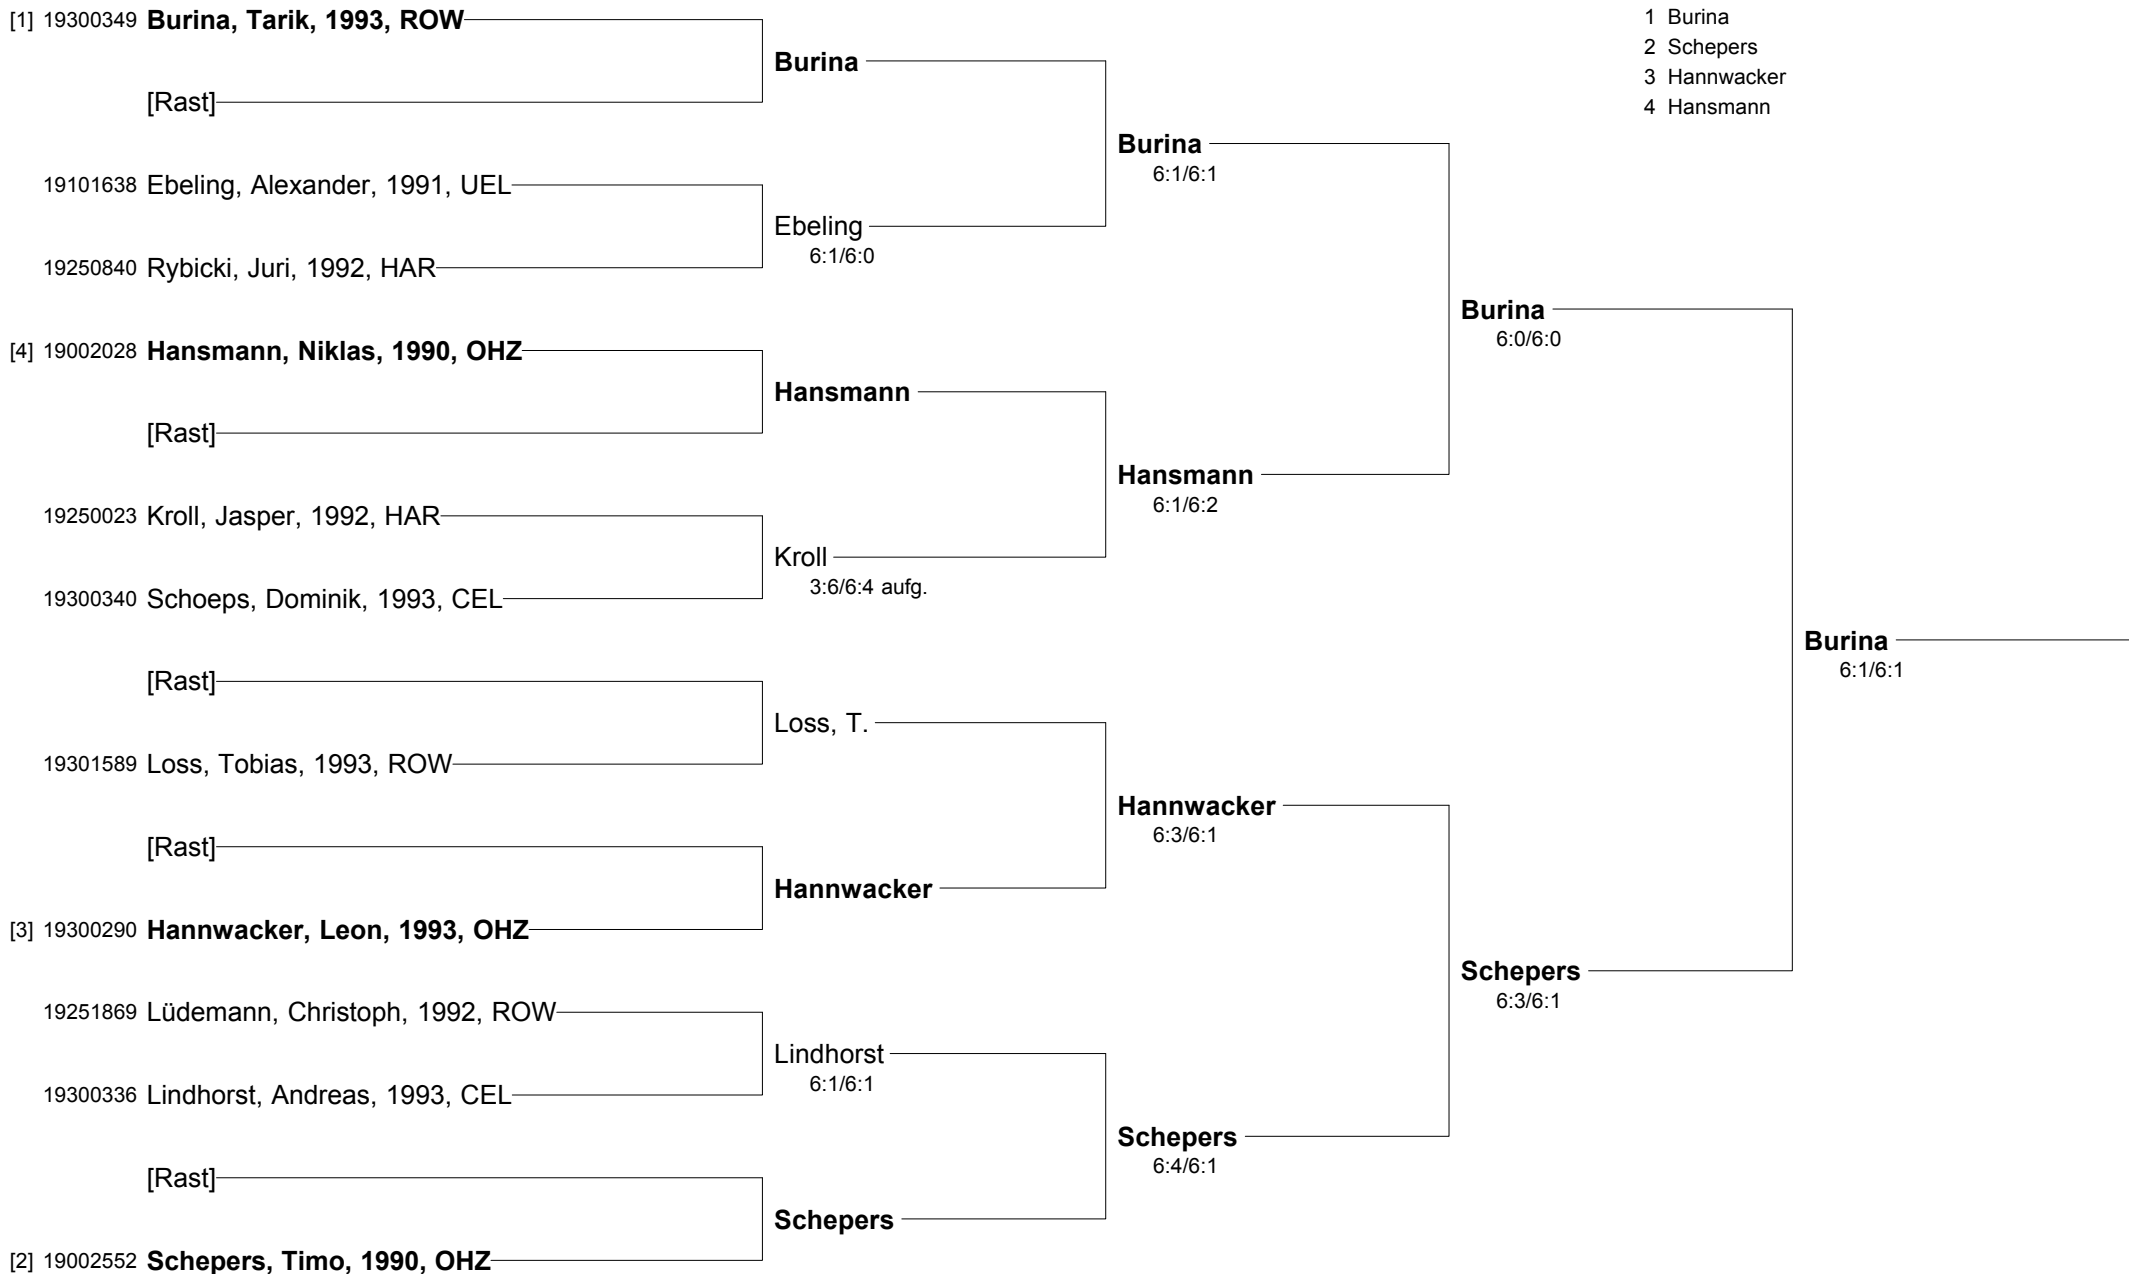 [1] 19300349 Burina, Tarik, 1993, ROW
[Rast]
19101638 Ebeling, Alexander, 1991, UEL
19250840 Rybicki, Juri, 1992, HAR
[4] 19002028 Hansmann, Niklas, 1990, OHZ
[Rast]
19250023 Kroll, Jasper, 1992, HAR
19300340 Schoeps, Dominik, 1993, CEL
[Rast]
19301589 Loss, Tobias, 1993, ROW
[Rast]
[3] 19300290 Hannwacker, Leon, 1993, OHZ
19251869 Lüdemann, Christoph, 1992, ROW
19300336 Lindhorst, Andreas, 1993, CEL
[Rast]
[2] 19002552 Schepers, Timo, 1990, OHZ
Burina
Ebeling
6:1/6:0
Hansmann
Kroll
3:6/6:4 aufg.
Loss, T.
Hannwacker
Lindhorst
6:1/6:1
Schepers
Burina
6:1/6:1
Hansmann
6:1/6:2
Hannwacker
6:3/6:1
Schepers
6:4/6:1
Burina
6:0/6:0
Schepers
6:3/6:1
Burina
6:1/6:1
1 Burina
2 Schepers
3 Hannwacker
4 Hansmann